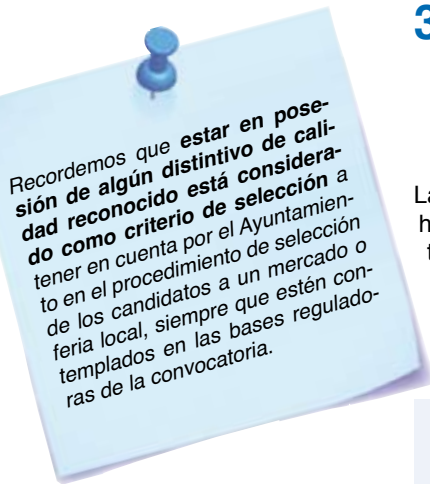 Recordemos que estar en pose-
sión de algún distintivo de cali-
dad reconocido está considera-
do como criterio de selección a
tener en cuenta por el Ayuntamien-
to en el procedimiento de selección
de los candidatos a un mercado o
feria local, siempre que estén con-
templados en las bases regulado-
ras de la convocatoria.
3
La
h
t